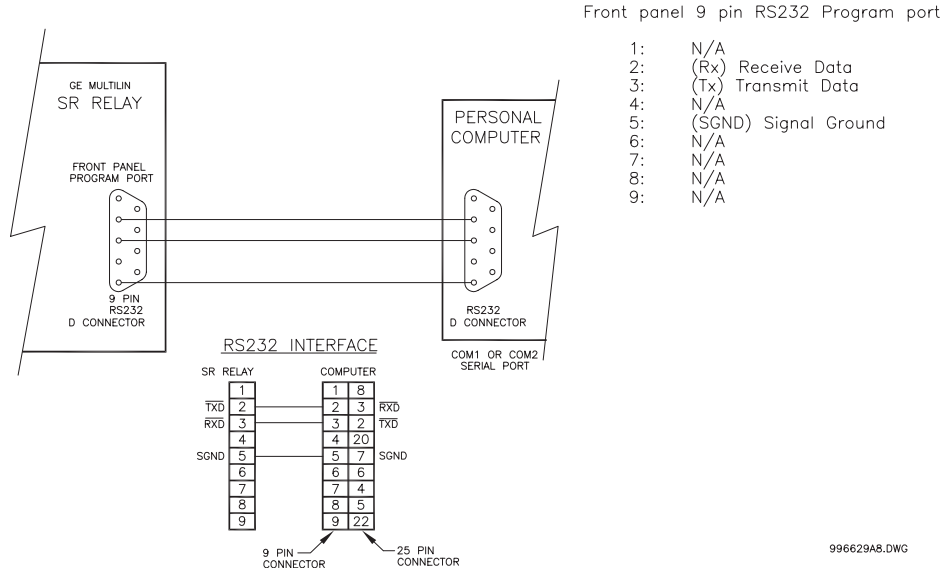 Front panel 9 pin RS232 Program port
1: N/A
2: (Rx) Receive Data
3: (Tx) Transmit Data
4: N/A
5: (SGND) Signal Ground
6: N/A
7: N/A
8: N/A
9: N/A
GE MULTILIN
SR RELAY
FRONT PANEL
PROGRAM PORT
9 PIN
RS232
D CONNECTOR
PERSONAL
COMPUTER
RS232
D CONNECTOR
COM1 OR COM2
SERIAL PORT
RS232 INTERFACE
SR RELAY COMPUTER
1 1 8
TXD 2 2 3 RXD
RXD 3 3 2 TXD
4 4 20
SGND 5 5 7 SGND
6 6 6
7 7 4
8 8 5
9 9 22
9 PIN
CONNECTOR
25 PIN
CONNECTOR
996629A8.DWG